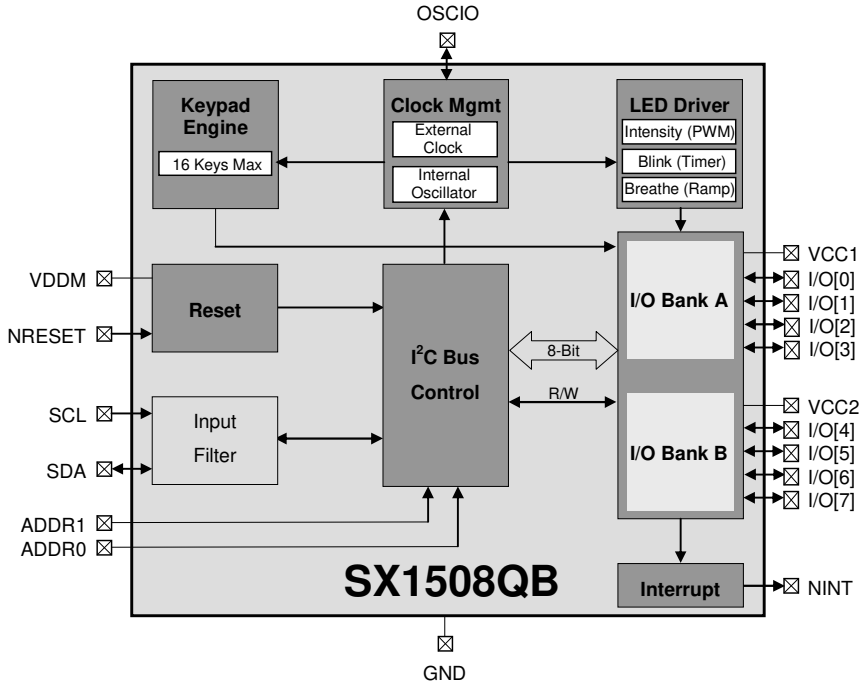 OSCIO
Keypad
Engine
16 Keys Max
Clock Mgmt
External
Clock
Internal
Oscillator
LED Driver
Intensity (PWM)
Blink (Timer)
Breathe (Ramp)
VDDM
NRESET
Reset
SCL
SDA
Input
Filter
ADDR1
ADDR0
I²C Bus
Control
8-Bit
R/W
I/O Bank A
I/O Bank B
VCC1
I/O[0]
I/O[1]
I/O[2]
I/O[3]
VCC2
I/O[4]
I/O[5]
I/O[6]
I/O[7]
SX1508QB
Interrupt
NINT
GND